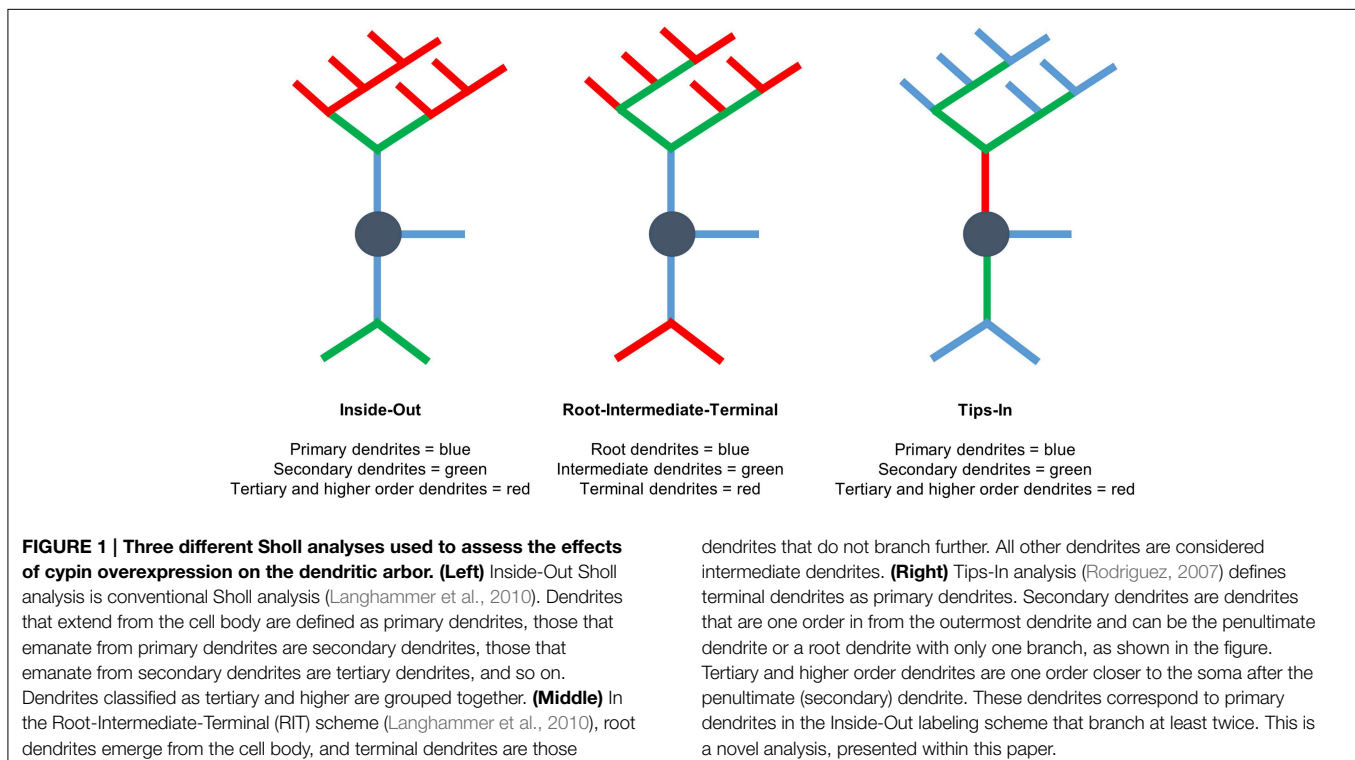 Inside-Out
Primary dendrites = blue
Secondary dendrites = green
Tertiary and higher order dendrites = red
Root-Intermediate-Terminal
Root dendrites = blue
Intermediate dendrites = green
Terminal dendrites = red
Tips-In
Primary dendrites = blue
Secondary dendrites = green
Tertiary and higher order dendrites = red
FIGURE 1 | Three different Sholl analyses used to assess the effects
of cypin overexpression on the dendritic arbor. (Left) Inside-Out Sholl
analysis is conventional Sholl analysis (Langhammer et al., 2010). Dendrites
that extend from the cell body are defined as primary dendrites, those that
emanate from primary dendrites are secondary dendrites, those that
emanate from secondary dendrites are tertiary dendrites, and so on.
Dendrites classified as tertiary and higher are grouped together. (Middle) In
the Root-Intermediate-Terminal (RIT) scheme (Langhammer et al., 2010), root
dendrites emerge from the cell body, and terminal dendrites are those
dendrites that do not branch further. All other dendrites are considered
intermediate dendrites. (Right) Tips-In analysis (Rodriguez, 2007) defines
terminal dendrites as primary dendrites. Secondary dendrites are dendrites
that are one order in from the outermost dendrite and can be the penultimate
dendrite or a root dendrite with only one branch, as shown in the figure.
Tertiary and higher order dendrites are one order closer to the soma after the
penultimate (secondary) dendrite. These dendrites correspond to primary
dendrites in the Inside-Out labeling scheme that branch at least twice. This is
a novel analysis, presented within this paper.